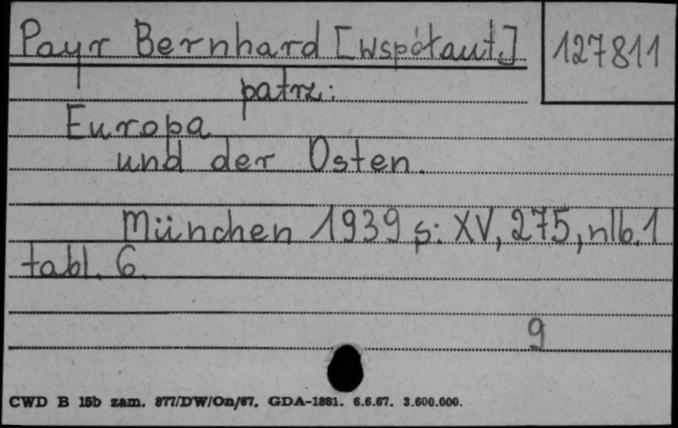 Payr Bernhard [współaut.]
127811
patrz:
Europa
und der Osten.
München 1939 s: XV, 275, nlb. 1
tabl. 6.
9
CWD B 15b zam. 877/DW/On/67. GDA-1881. 6.6.67. 3.600.000.